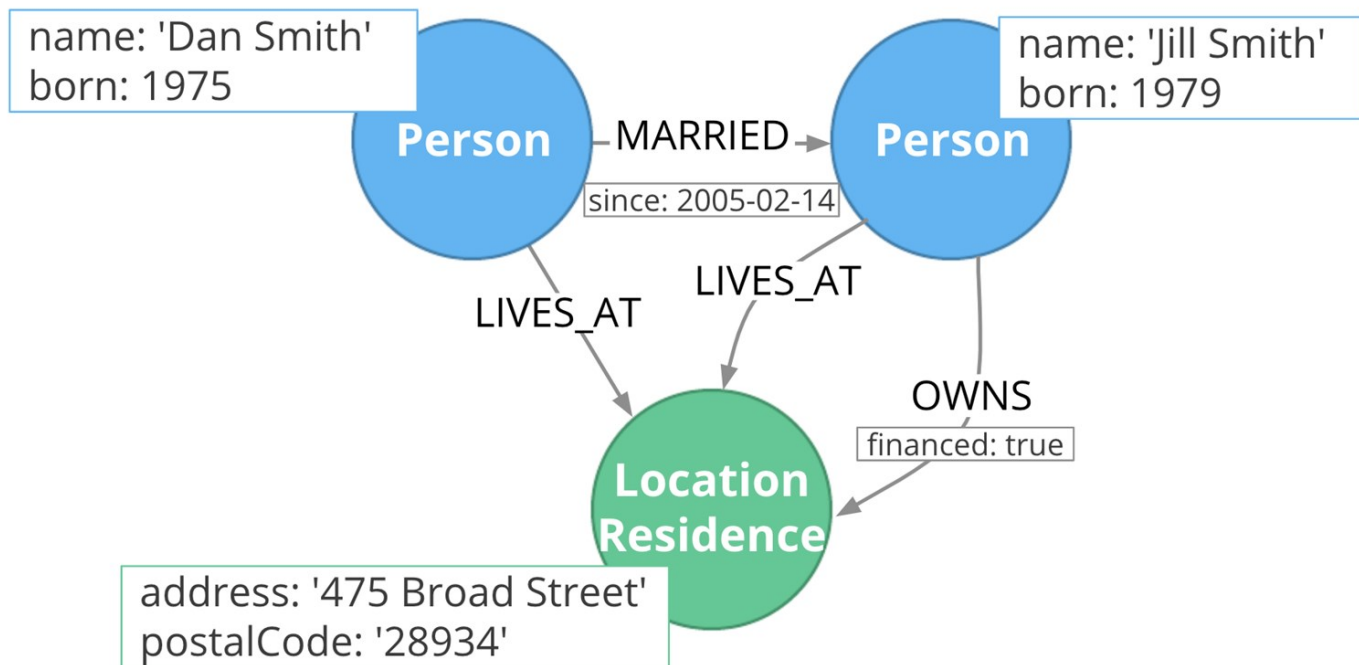 name: 'Dan Smith'
born: 1975
name: 'Jill Smith'
born: 1979
Person
MARRIED
Person
since: 2005-02-14
LIVES_AT
LIVES_AT
OWNS
financed: true
Location
Residence
address: '475 Broad Street'
postalCode: '28934'